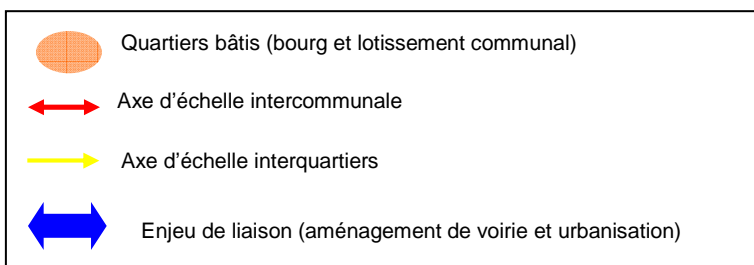 Quartiers bâtis (bourg et lotissement communal)
Axe d'échelle intercommunale
Axe d'échelle interquartiers
Enjeu de liaison (aménagement de voirie et urbanisation)